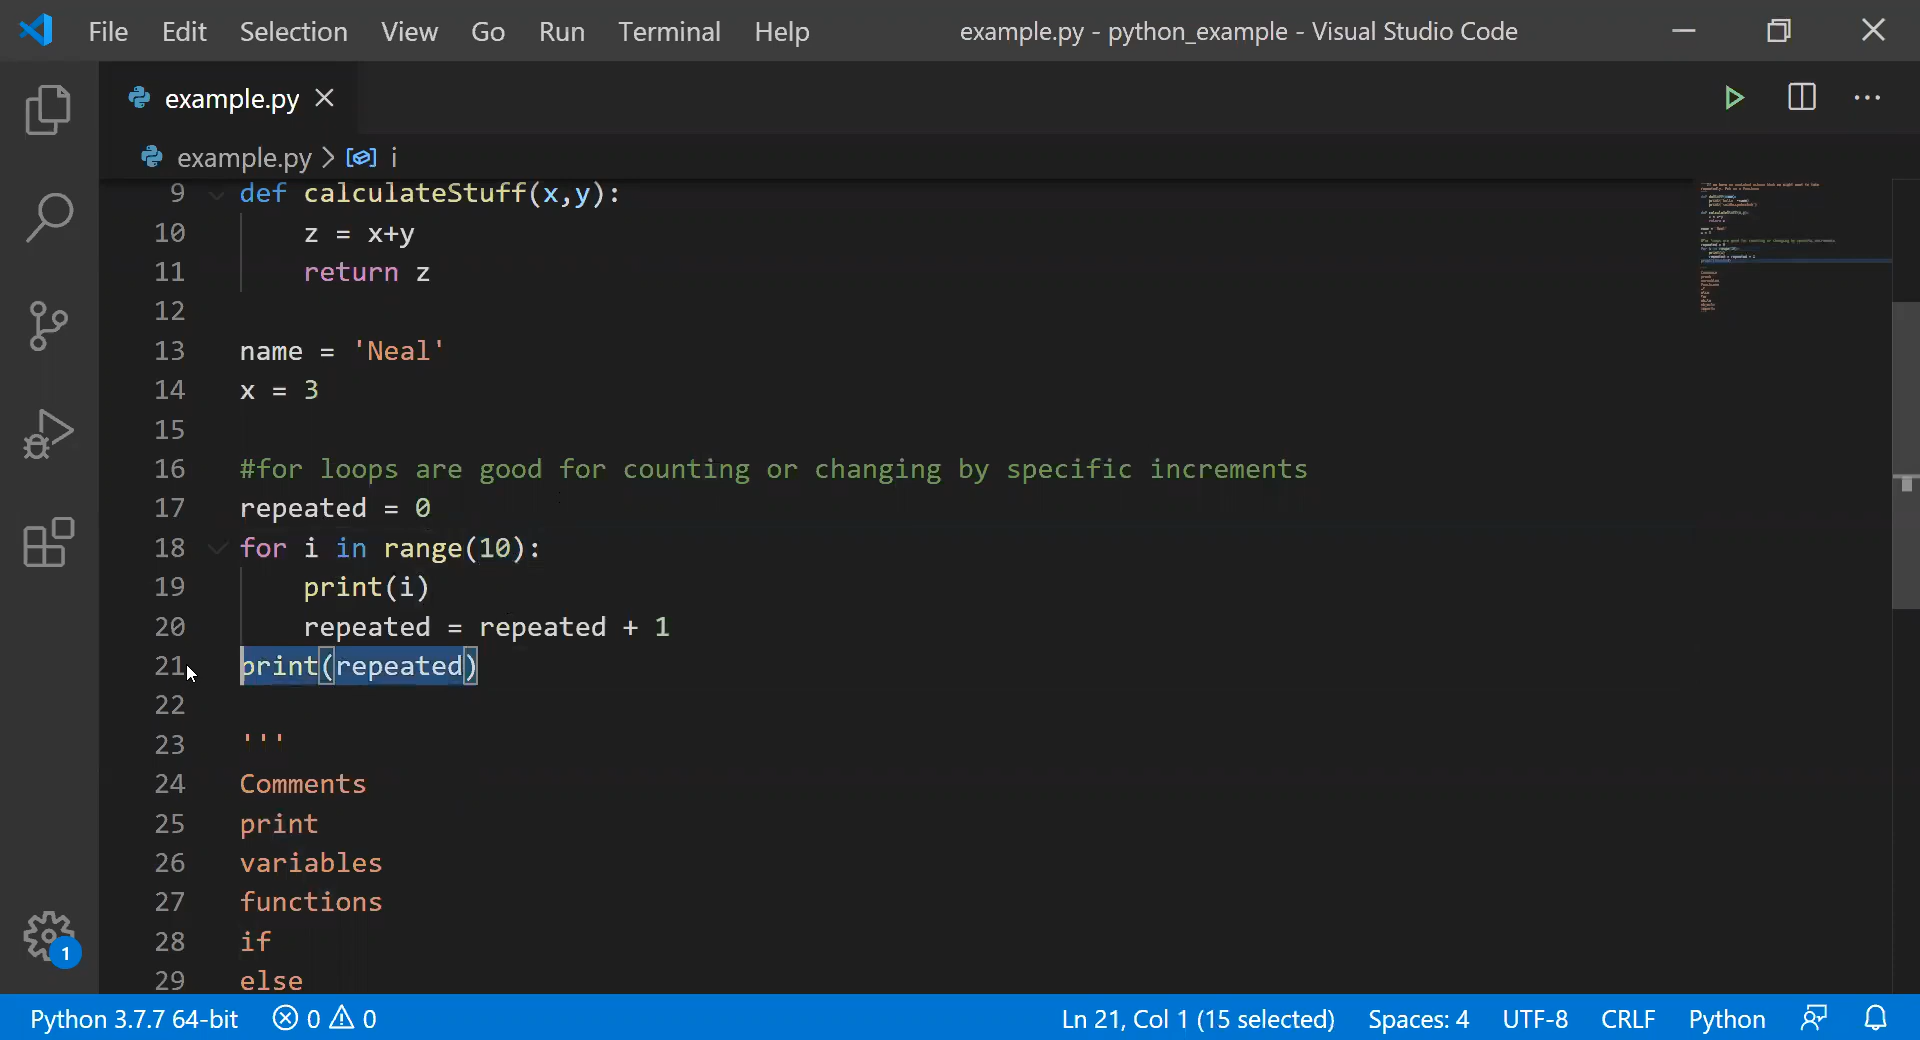 File Edit Selection View Go Run Terminal Help example.py - python_example - Visual Studio Code
example.py
example.py > i
9 def calculateStuff(x,y):
10     z = x+y
11     return z
12
13 name = 'Neal'
14 x = 3
15
16 #for loops are good for counting or changing by specific increments
17 repeated = 0
18 for i in range(10):
19     print(i)
20     repeated = repeated + 1
21 print(repeated)
22
23 '''
24 Comments
25 print
26 variables
27 functions
28 if
29 else
1
Python 3.7.7 64-bit 0 0 Ln 21, Col 1 (15 selected) Spaces: 4 UTF-8 CRLF Python